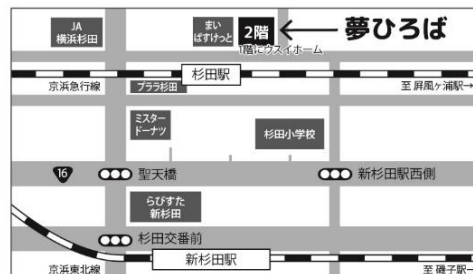 JA
横浜杉田
まい
ばすけっと
2階
夢ひろば
1階にウスイホーム
杉田駅
京浜急行線
プララ杉田
至 屏風ヶ浦駅→
ミスター
ドーナツ
杉田小学校
16
聖天橋
新杉田駅西側
らびすた
新杉田
杉田交番前
新杉田駅
京浜東北線
至 磯子駅→